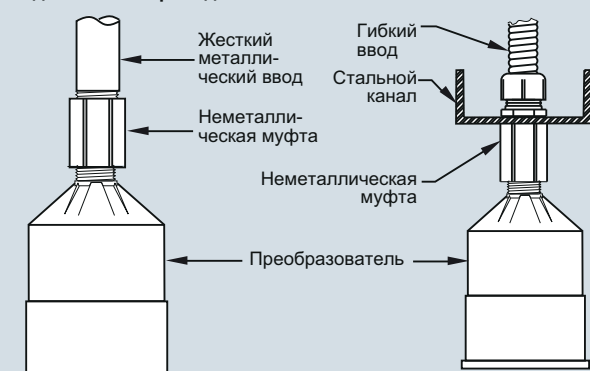 Жесткий
металли-
ческий ввод
Неметалли-
ческая муфта
Гибкий
ввод
Стальной
канал
Неметаллическая
муфта
Преобразователь